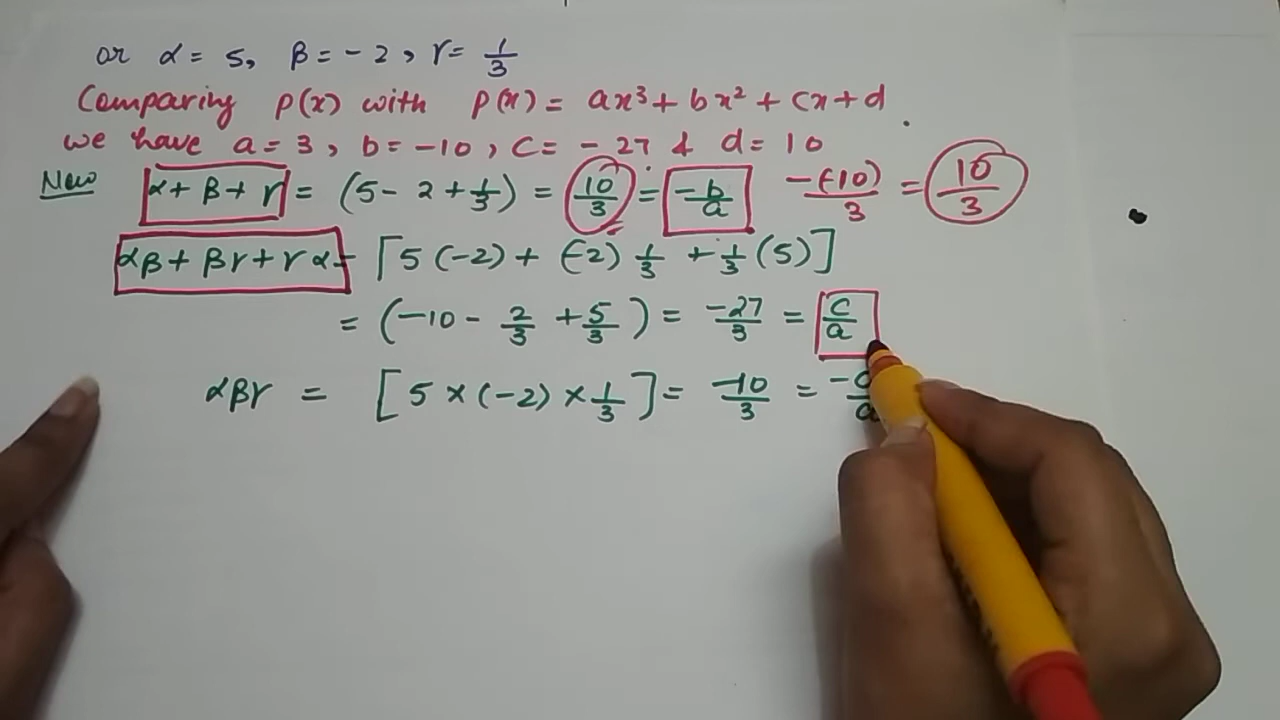 or α = 5, β = -2, γ = 1/3
Comparing p(x) with p(x) = ax³ + bx² + cx + d.
we have a = 3, b = -10, c = -27 & d = 10
Now α + β + γ = (5 - 2 + 1/3) = 10/3 = -b/a -(-10)/3 = 10/3
αβ + βγ + γα = [5 (-2) + (-2) 1/3 + 1/3 (5)]
= (-10 - 2/3 + 5/3) = -27/3 = c/a
αβγ = [5 × (-2) × 1/3] = -10/3 =